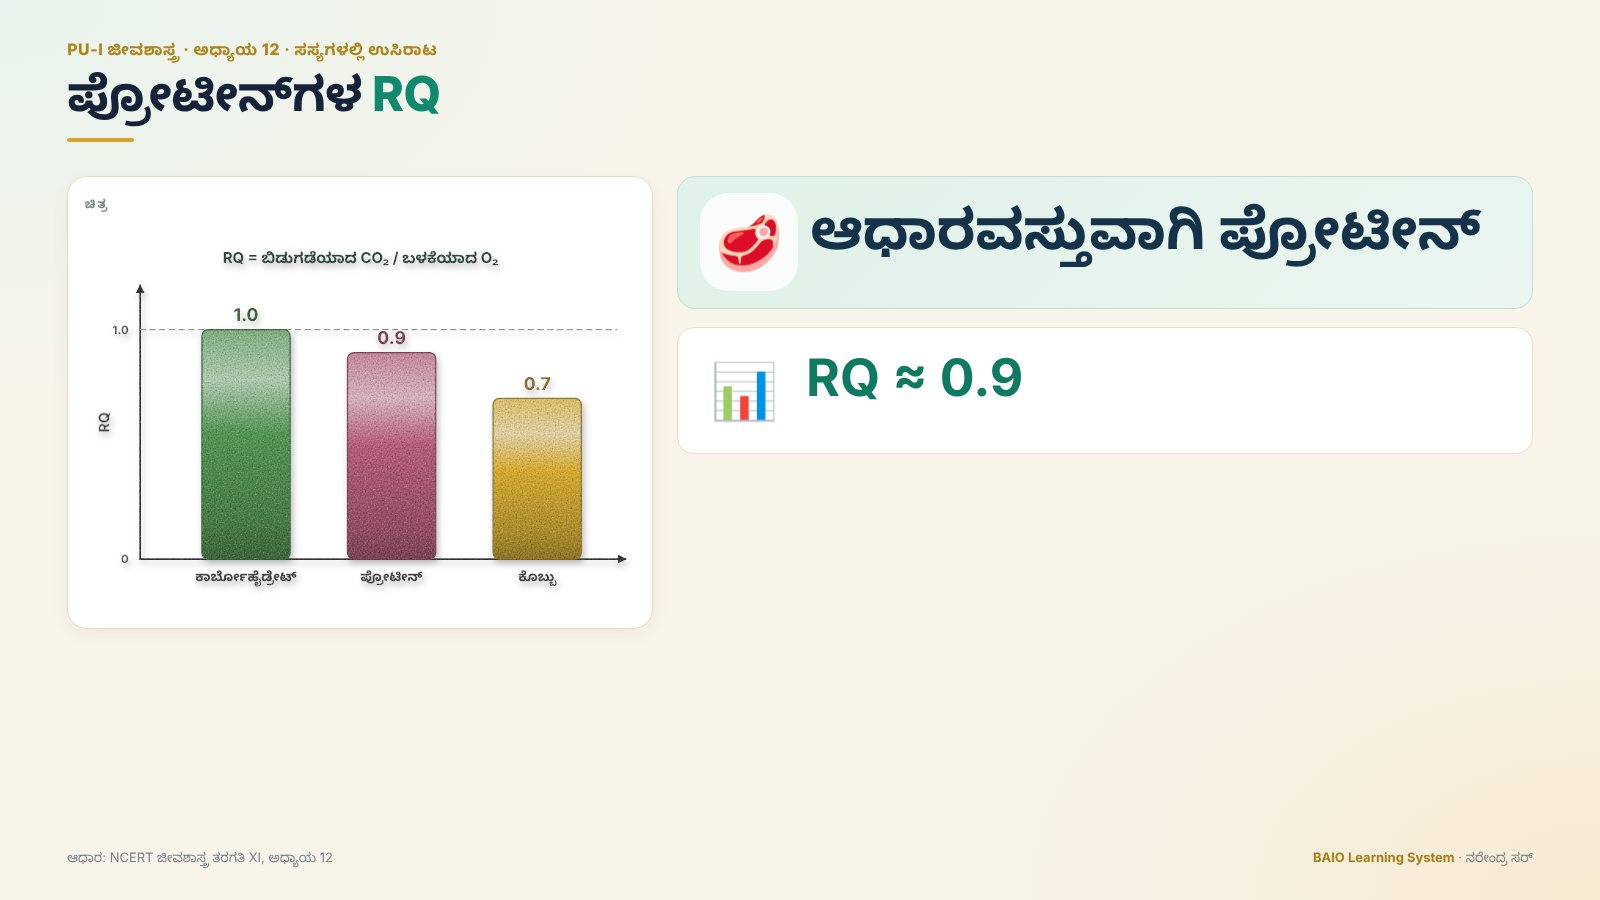 PU-I ಜೀವಶಾಸ್ತ್ರ · ಅಧ್ಯಾಯ 12 · ಸಸ್ಯಗಳಲ್ಲಿ ಉಸಿರಾಟ
ಪ್ರೋಟೀನ್‌ಗಳ RQ
ಚಿತ್ರ
RQ = ಬಿಡುಗಡೆಯಾದ CO₂ / ಬಳಕೆಯಾದ O₂
1.0
1.0
0.9
0.7
RQ
0
ಕಾರ್ಬೋಹೈಡ್ರೇಟ್
ಪ್ರೋಟೀನ್
ಕೊಬ್ಬು
ಆಧಾರವಸ್ತುವಾಗಿ ಪ್ರೋಟೀನ್
RQ ≈ 0.9
ಆಧಾರ: NCERT ಜೀವಶಾಸ್ತ್ರ ತರಗತಿ XI, ಅಧ್ಯಾಯ 12
BAIO Learning System · ನರೇಂದ್ರ ಸರ್